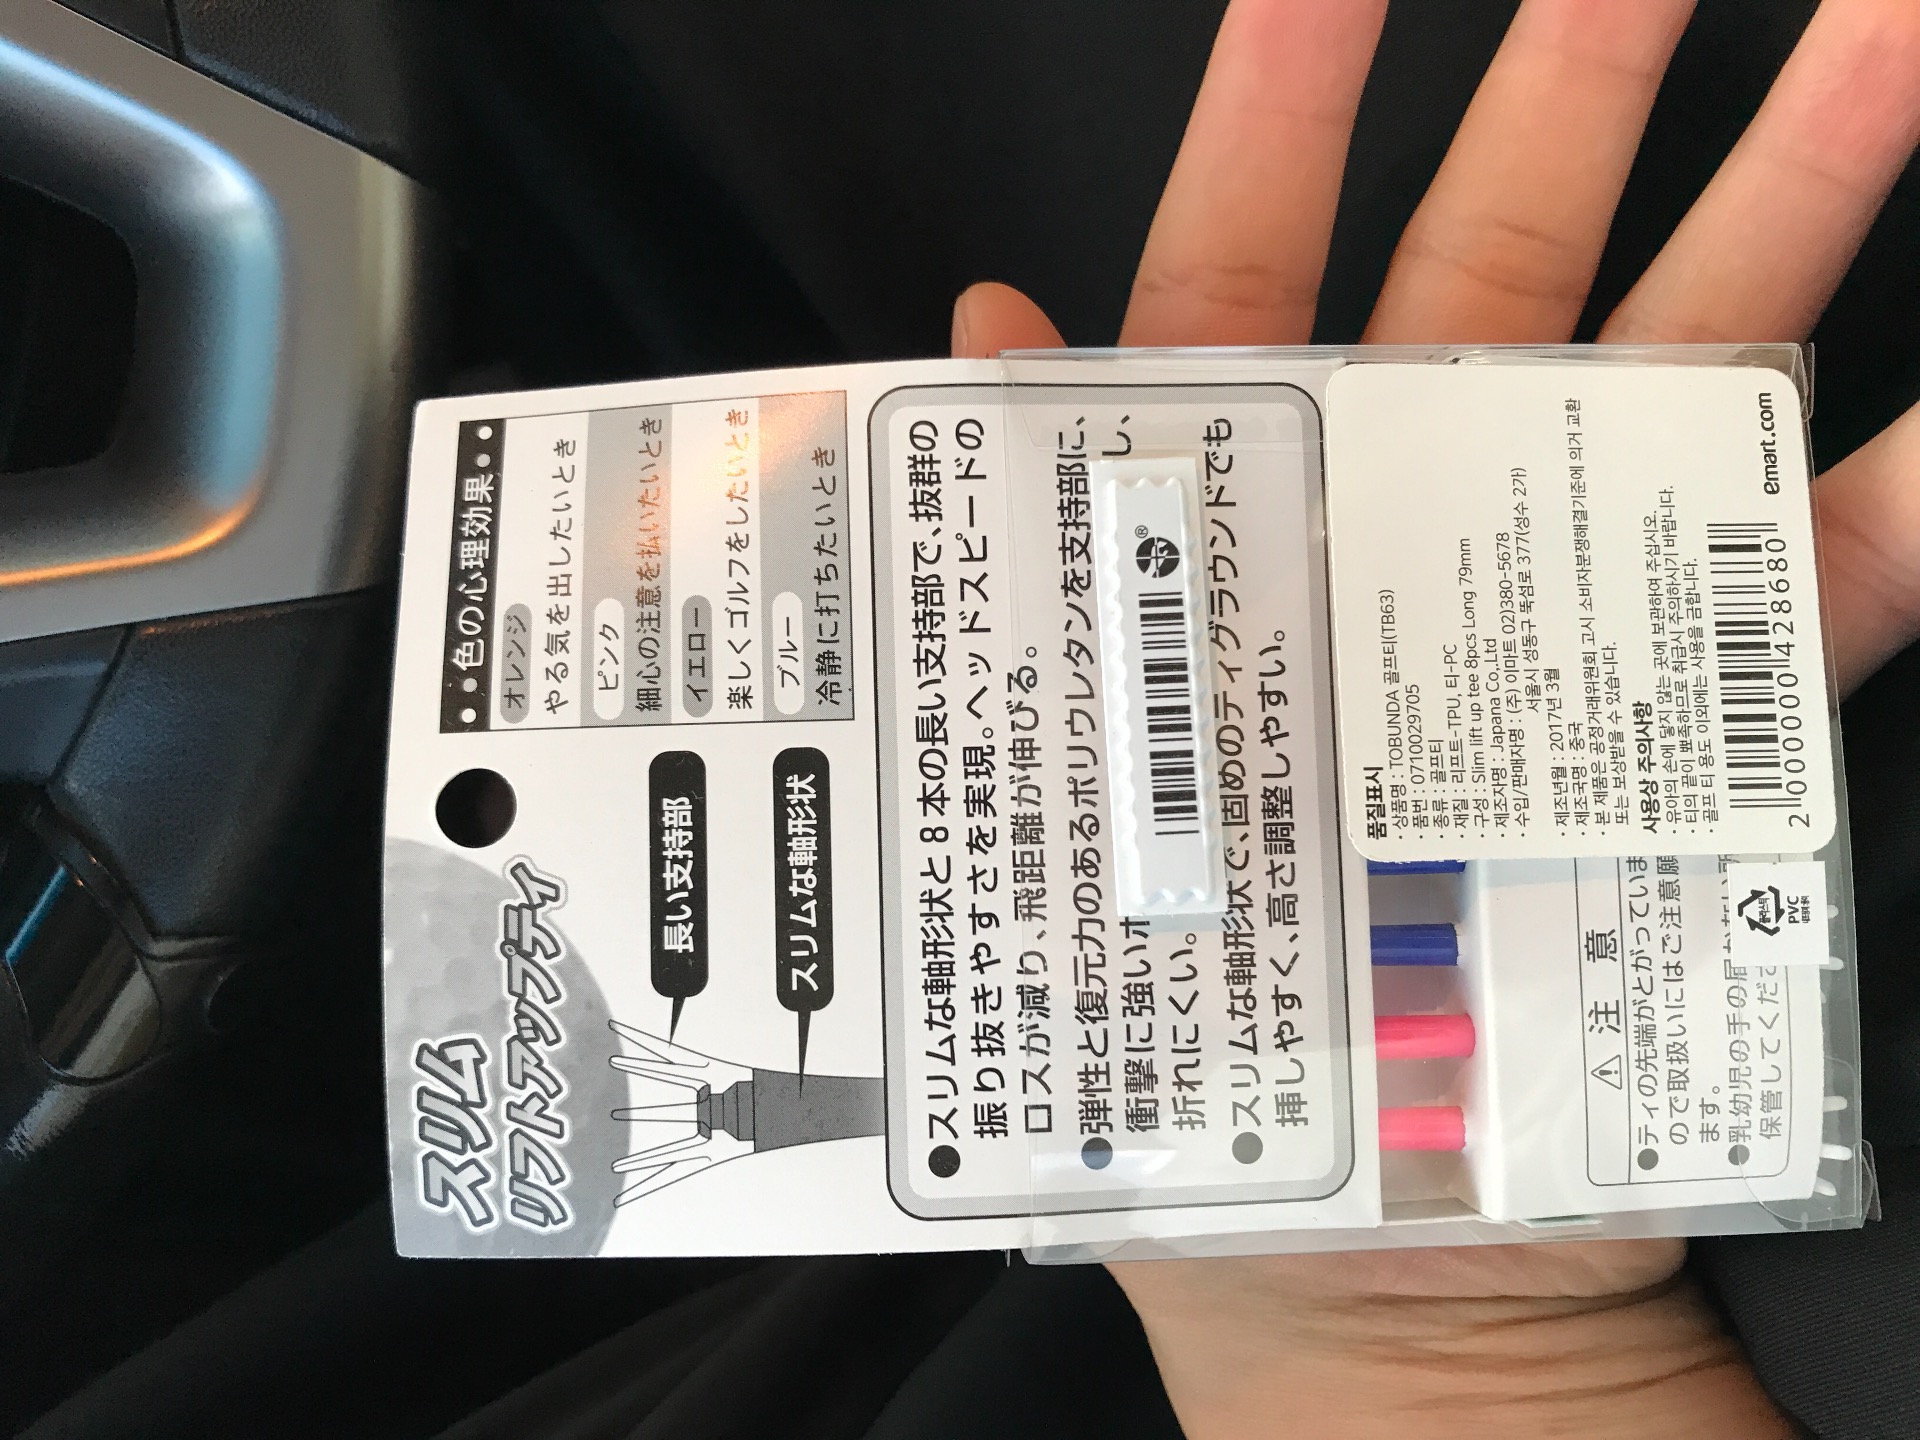 スリム
リフトアップティ
●●色の心理効果●●
オレンジ
やる気を出したいとき
ピンク
細心の注意を払いたいとき
イエロー
楽しくゴルフをしたいとき
ブルー
冷静に打ちたいとき
長い支持部
スリムな軸形状
●スリムな軸形状と8本の長い支持部で、抜群の
振り抜きやすさを実現。ヘッドスピードの
ロスが減り、飛距離が伸びる。
●弾性と復元力のあるポリウレタンを支持部に、
衝撃に強いポ
し、
折れにくい。
●スリムな軸形状で、固めのティグラウンドでも
挿しやすく、高さ調整しやすい。
품질표시
· 상품명 : TOBUNDA 골프티(TB63)
· 품번 : 0710029705
· 종류 : 골프티
· 재질 : 리프트-TPU, 티-PC
· 구성 : Slim lift up tee 8pcs Long 79mm
· 제조자명 : Japana Co.,Ltd
· 수입/판매자명 : (주) 이마트 02)380-5678
서울시 성동구 뚝섬로 377(성수 2가)
· 제조년월 : 2017년 3월
· 제조국명 : 중국
· 본 제품은 공정거래위원회 고시 소비자분쟁해결기준에 의거 교환
또는 보상받을 수 있습니다.
사용상 주의사항
· 유아의 손에 닿지 않는 곳에 보관하여 주십시오.
· 티의 끝이 뾰족하므로 취급시 주의하시기 바랍니다.
· 골프 티 용도 이외에는 사용을 금합니다.
2 000000 428680
emart.com
注意
●ティの先端がとがっていま
ので取扱いにはご注意願
ます。
●乳幼児の手の届
保管してくださ
플라스틱
PVC